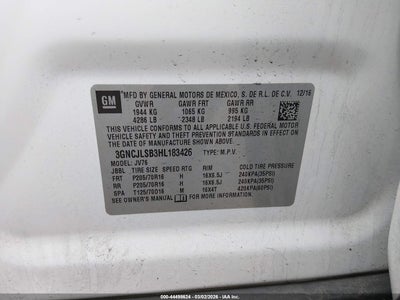 GM
MFD BY GENERAL MOTORS DE MEXICO, S. DE R.L. DE C.V. 12/16
GVWR GAWR FRT GAWR RR
1944 KG 1065 KG 995 KG
4286 LB 2348 LB 2194 LB
THIS VEHICLE CONFORMS TO ALL APPLICABLE U.S. FEDERAL MOTOR
VEHICLE SAFETY AND THEFT PREVENTION STANDARDS IN EFFECT
ON THE DATE OF MANUFACTURE SHOWN ABOVE.
3GNCJLSB3HL183426 TYPE: M.P.V.
MODEL: JV76
JBBL TIRE SIZE SPEED RTG RIM COLD TIRE PRESSURE
FRT P205/70R16 H 16X6.5J 240KPA(35PSI)
RR P205/70R16 H 16X6.5J 240KPA(35PSI)
SPA T125/70D16 M 16X4T 420KPA(60PSI)
SEE OWNER MANUAL FOR ADDITIONAL INFORMATION.
000-44498624 03/02/2026 © IAA, LLC